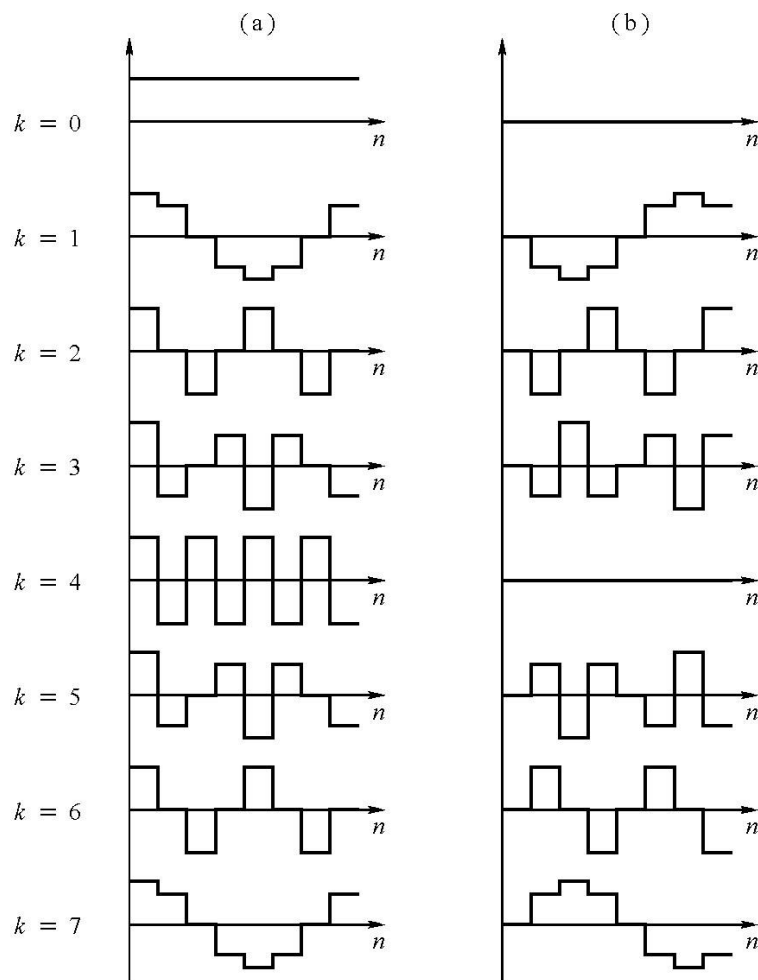 (a) (b)
k = 0 n n
k = 1 n n
k = 2 n n
k = 3 n n
k = 4 n n
k = 5 n n
k = 6 n n
k = 7 n n